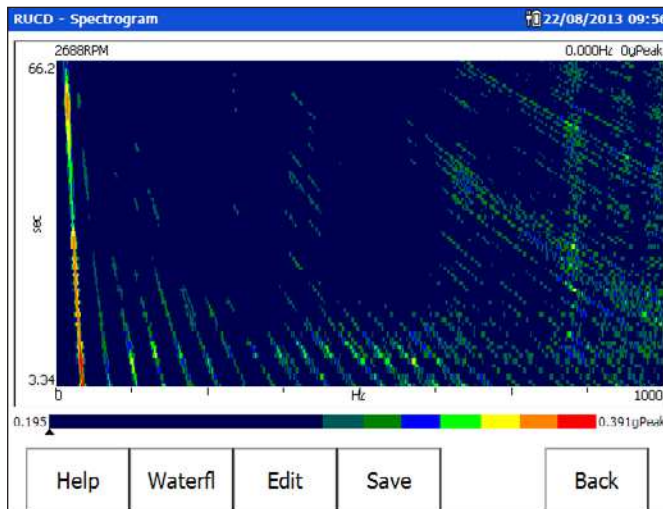 RUCD - Spectrogram 22/08/2013 09:56
2688RPM 0.000Hz 0gPeak
66.2
sec
3.34
0 Hz 1000
0.195 0.391gPeak
Help Waterfl Edit Save Back